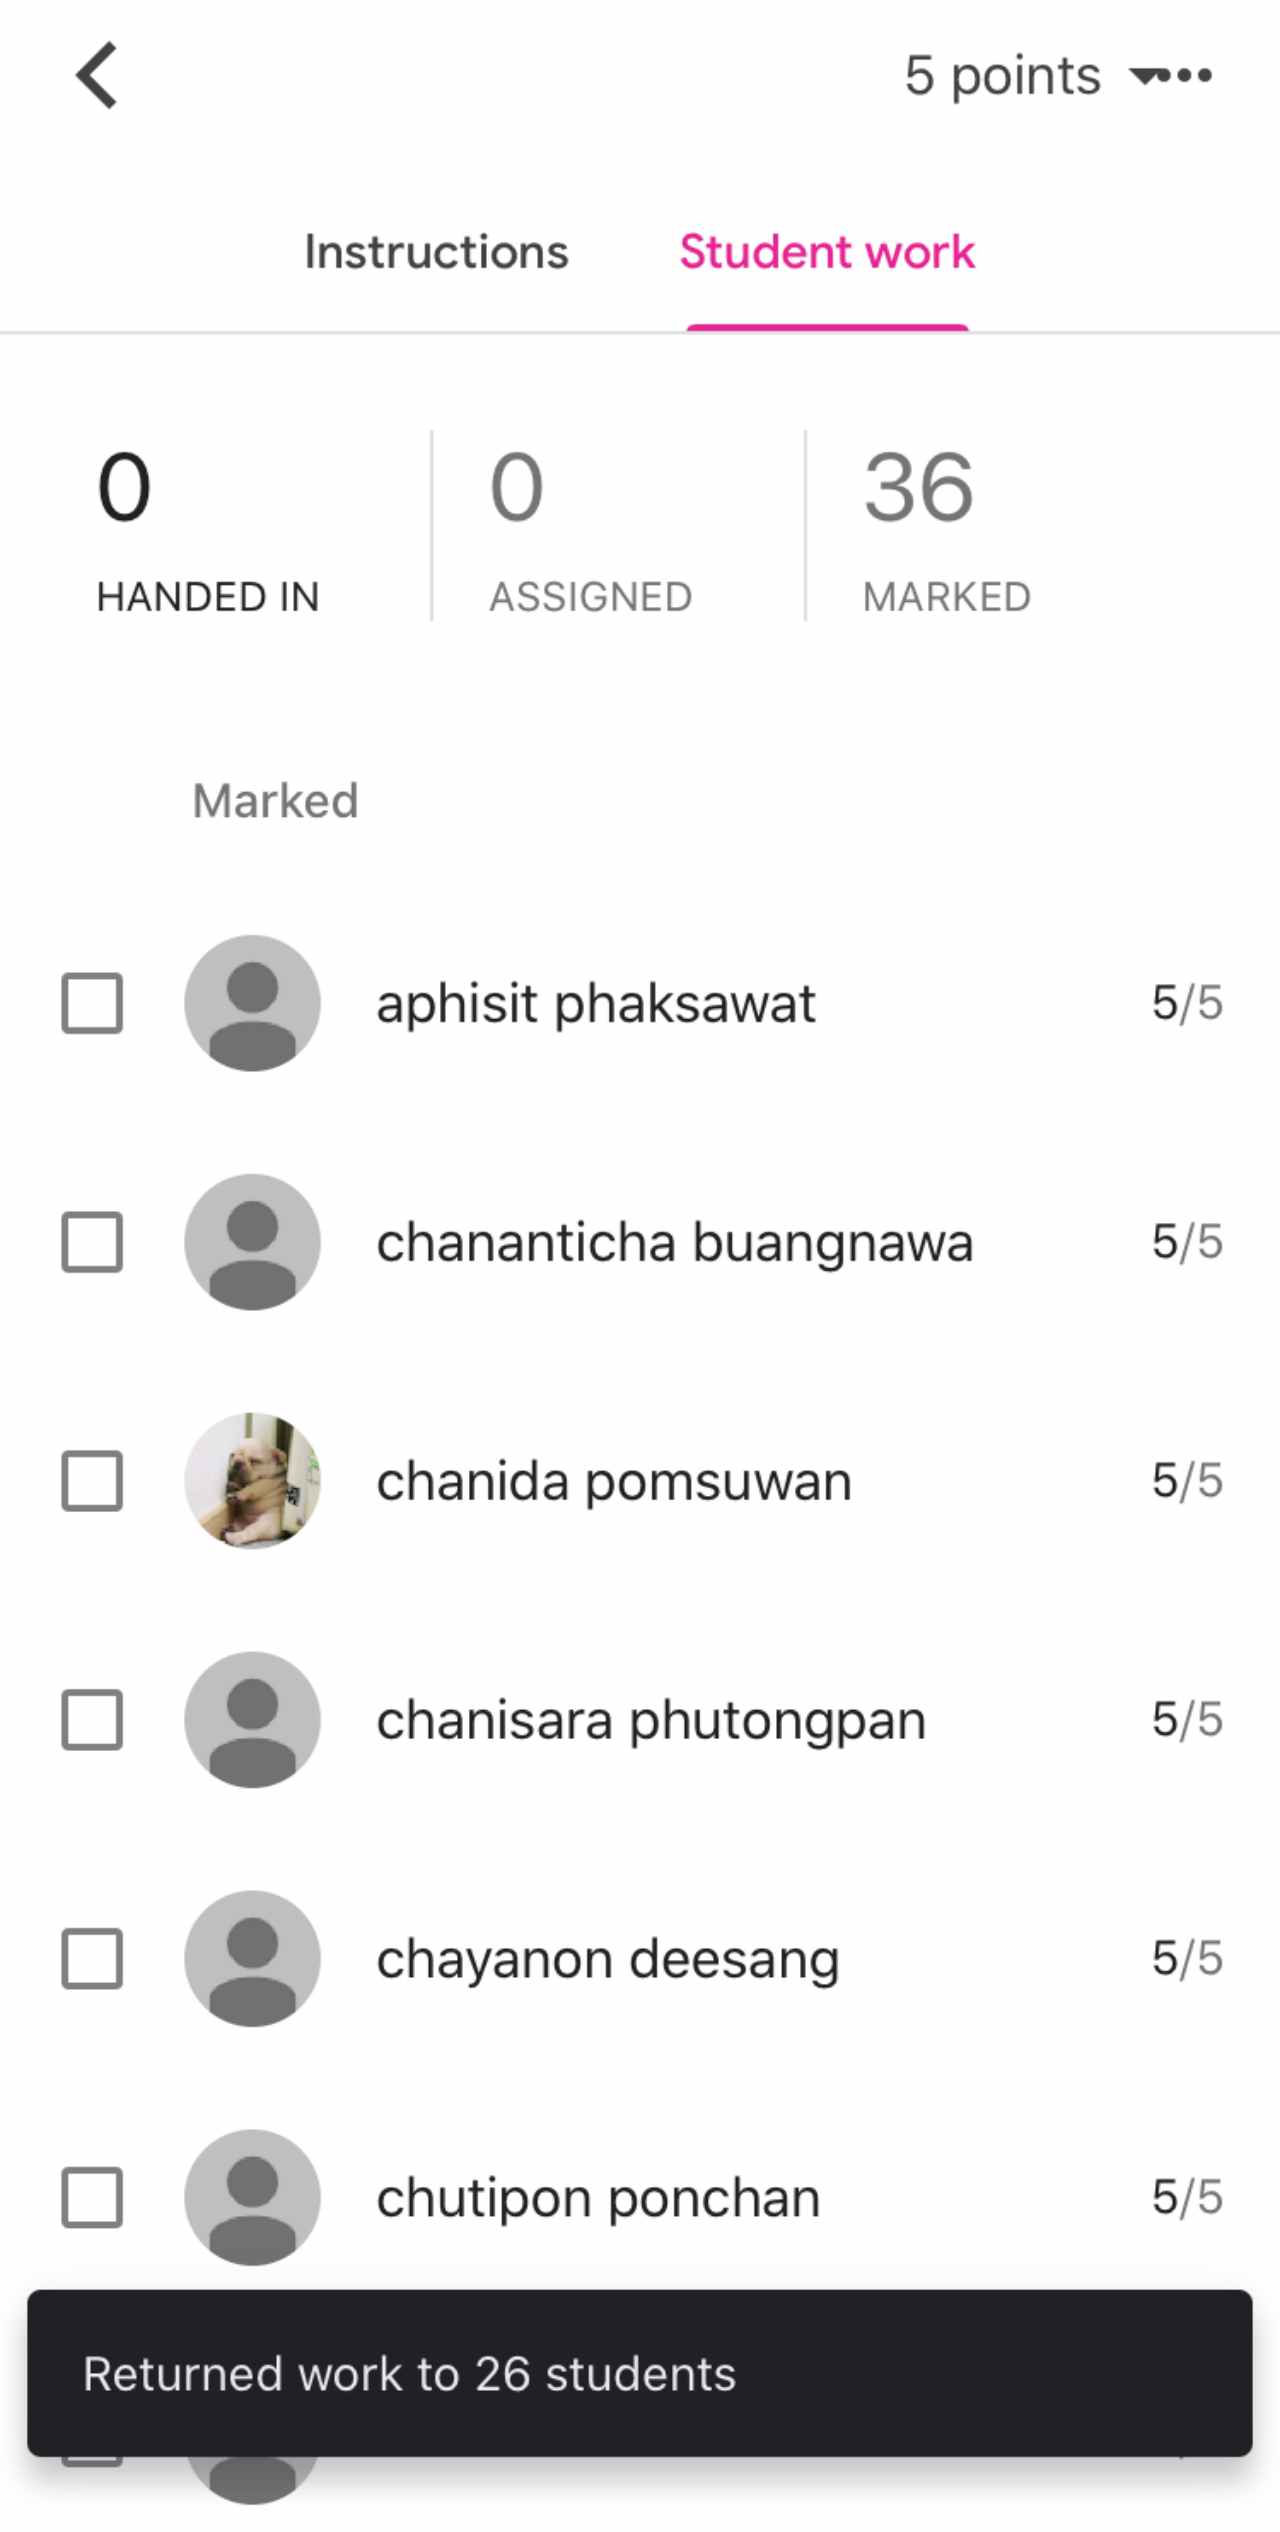 5 points
Instructions
Student work
0
HANDED IN
0
ASSIGNED
36
MARKED
Marked
aphisit phaksawat 5/5
chananticha buangnawa 5/5
chanida pomsuwan 5/5
chanisara phutongpan 5/5
chayanon deesang 5/5
chutipon ponchan 5/5
Returned work to 26 students